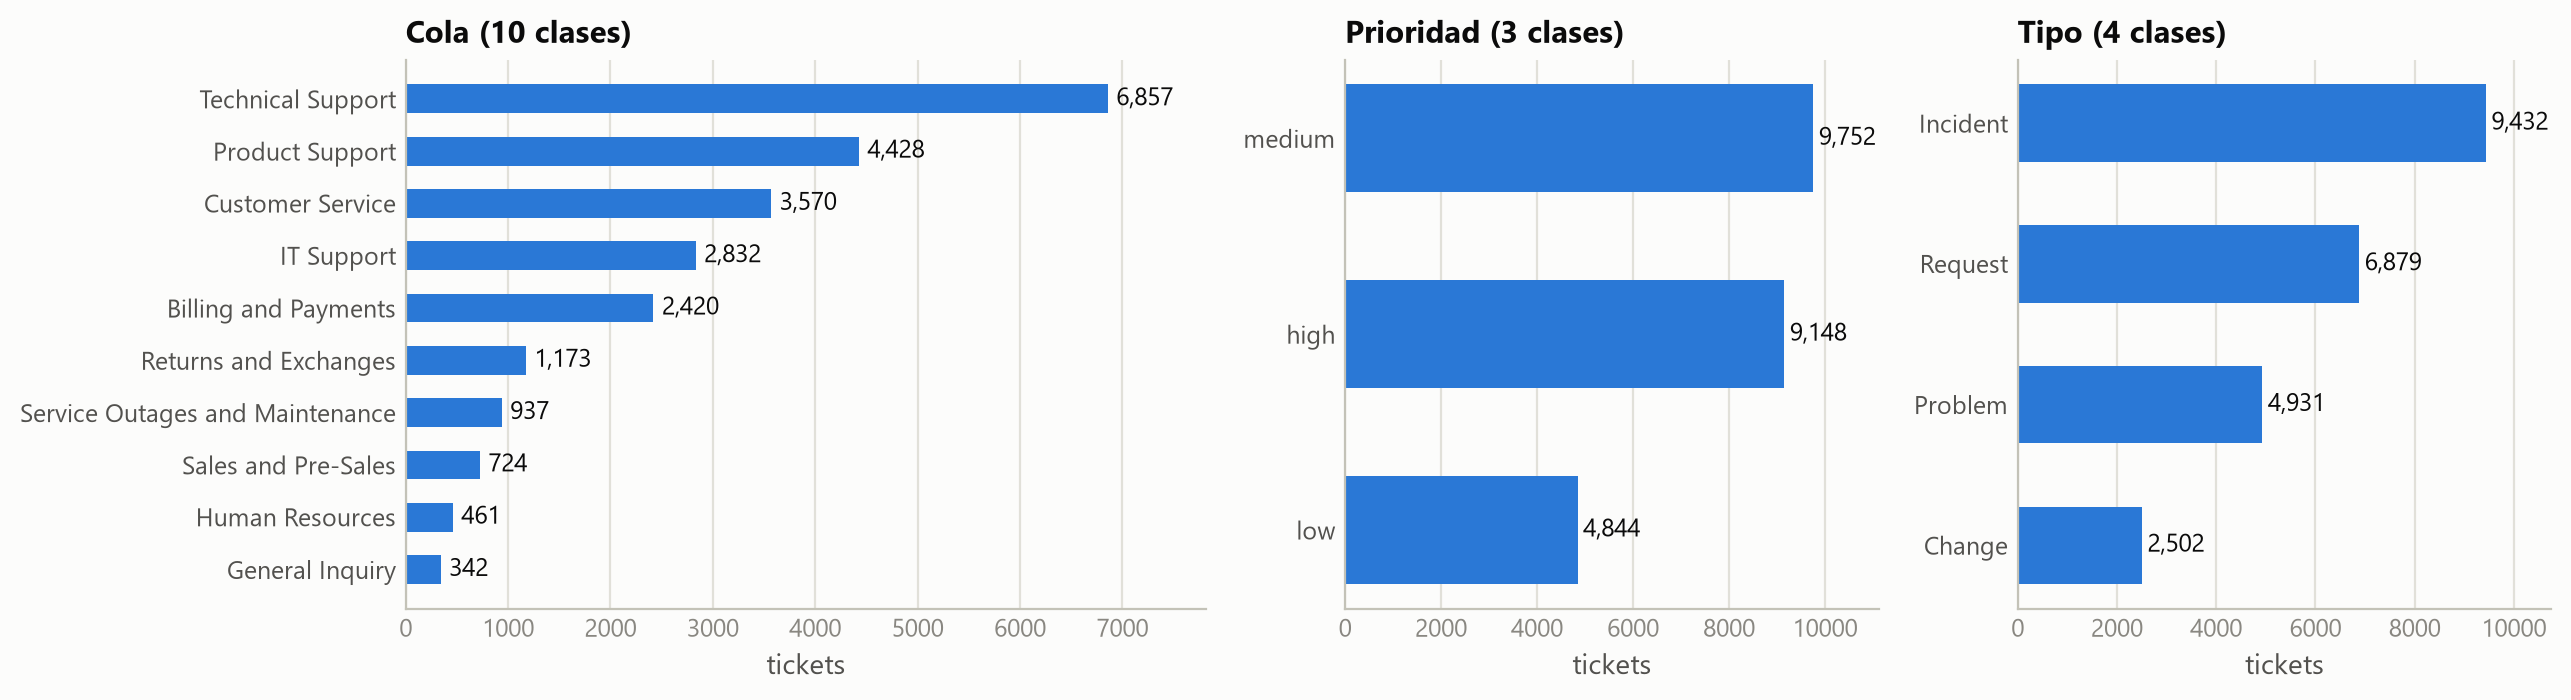 Cola (10 clases)
Technical Support 6,857
Product Support 4,428
Customer Service 3,570
IT Support 2,832
Billing and Payments 2,420
Returns and Exchanges 1,173
Service Outages and Maintenance 937
Sales and Pre-Sales 724
Human Resources 461
General Inquiry 342
0 1000 2000 3000 4000 5000 6000 7000
tickets
Prioridad (3 clases)
medium 9,752
high 9,148
low 4,844
0 2000 4000 6000 8000 10000
tickets
Tipo (4 clases)
Incident 9,432
Request 6,879
Problem 4,931
Change 2,502
0 2000 4000 6000 8000 10000
tickets